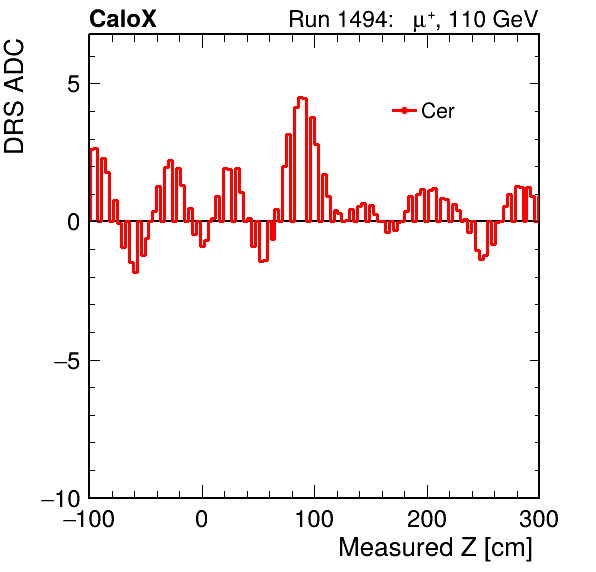 CaloX Run 1494: μ⁺, 110 GeV
DRS ADC
Cer
5
0
−5
−10
−100 0 100 200 300
Measured Z [cm]